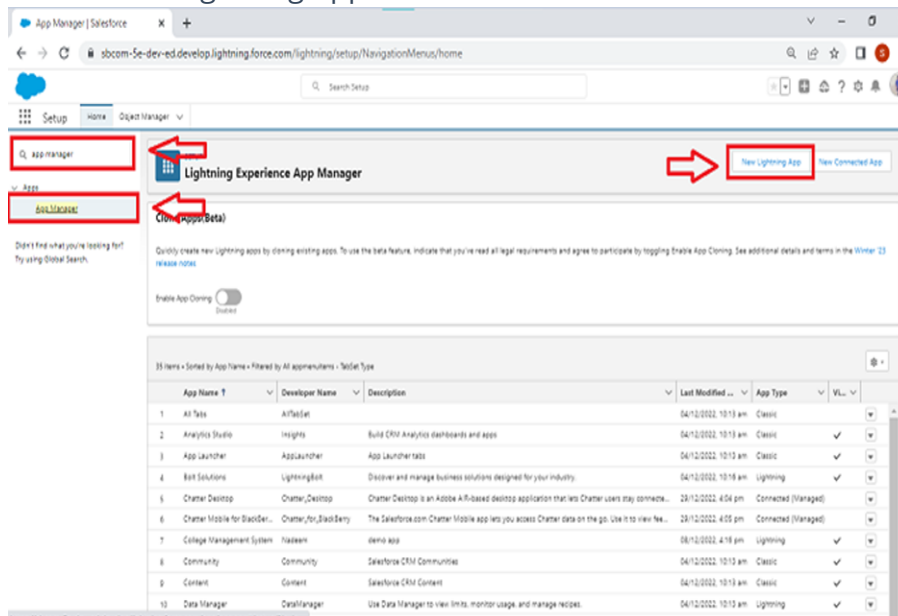 App Manager | Salesforce
sbcom-5e-dev-ed.develop.lightning.force.com/lightning/setup/NavigationMenus/home
S
Search Setup
Setup Home Object Manager
app manager
Apps
App Manager
Didn't find what you're looking for?
Try using Global Search.
Lightning Experience App Manager
New Lightning App New Connected App
Apps(Beta)
Quickly create new Lightning apps by cloning existing apps. To use the beta feature, indicate that you've read all legal requirements and agree to participate by toggling Enable App Cloning. See additional details and terms in the Winter '23
release notes
Enable App Cloning
Disabled
35 items • Sorted by App Name • Filtered by All appmenuitems - TabSet Type
App Name ↑ Developer Name Description Last Modified ... App Type Vi...
1 All Tabs AllTabSet 04/12/2022, 10:13 am Classic
2 Analytics Studio Insights Build CRM Analytics dashboards and apps 04/12/2022, 10:13 am Classic
3 App Launcher AppLauncher App Launcher tabs 04/12/2022, 10:13 am Classic
4 Bolt Solutions LightningBolt Discover and manage business solutions designed for your industry. 04/12/2022, 10:16 am Lightning
5 Chatter Desktop Chatter_Desktop Chatter Desktop is an Adobe AIR-based desktop application that lets Chatter users stay connecte... 29/12/2022, 4:04 pm Connected (Managed)
6 Chatter Mobile for BlackBer... Chatter_for_BlackBerry The Salesforce.com Chatter Mobile app lets you access Chatter data on the go. Use it to view fee... 29/12/2022, 4:05 pm Connected (Managed)
7 College Management System Nadeem demo app 08/12/2022, 4:16 pm Lightning
8 Community Community Salesforce CRM Communities 04/12/2022, 10:13 am Classic
9 Content Content Salesforce CRM Content 04/12/2022, 10:13 am Classic
10 Data Manager DataManager Use Data Manager to view limits, monitor usage, and manage recipes. 04/12/2022, 10:13 am Lightning